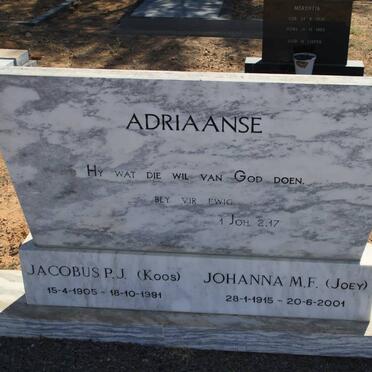 ADRIAANSE
HY WAT DIE WIL VAN GOD DOEN,
BLY VIR EWIG
1 JOH. 2.17
JACOBUS P.J. (KOOS)
15-4-1905 - 18-10-1991
JOHANNA M.F. (JOEY)
28-1-1915 - 20-6-2001